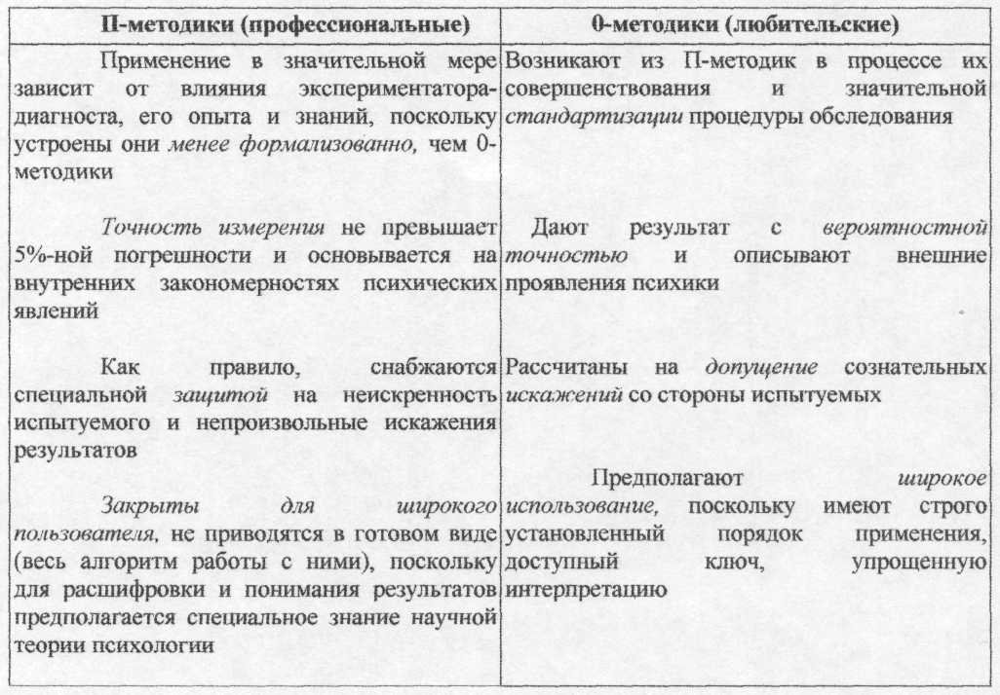 П-методики (профессиональные)
Применение в значительной мере
зависит от влияния экспериментатора-
диагноста, его опыта и знаний, поскольку
устроены они менее формализованно, чем 0-
методики
Точность измерения не превышает
5%-ной погрешности и основывается на
внутренних закономерностях психических
явлений
Как правило, снабжаются
специальной защитой на неискренность
испытуемого и непроизвольные искажения
результатов
Закрыты для широкого
пользователя, не приводятся в готовом виде
(весь алгоритм работы с ними), поскольку
для расшифровки и понимания результатов
предполагается специальное знание научной
теории психологии
0-методики (любительские)
Возникают из П-методик в процессе их
совершенствования и значительной
стандартизации процедуры обследования
Дают результат с вероятностной
точностью и описывают внешние
проявления психики
Рассчитаны на допущение сознательных
искажений со стороны испытуемых
Предполагают широкое
использование, поскольку имеют строго
установленный порядок применения,
доступный ключ, упрощенную
интерпретацию